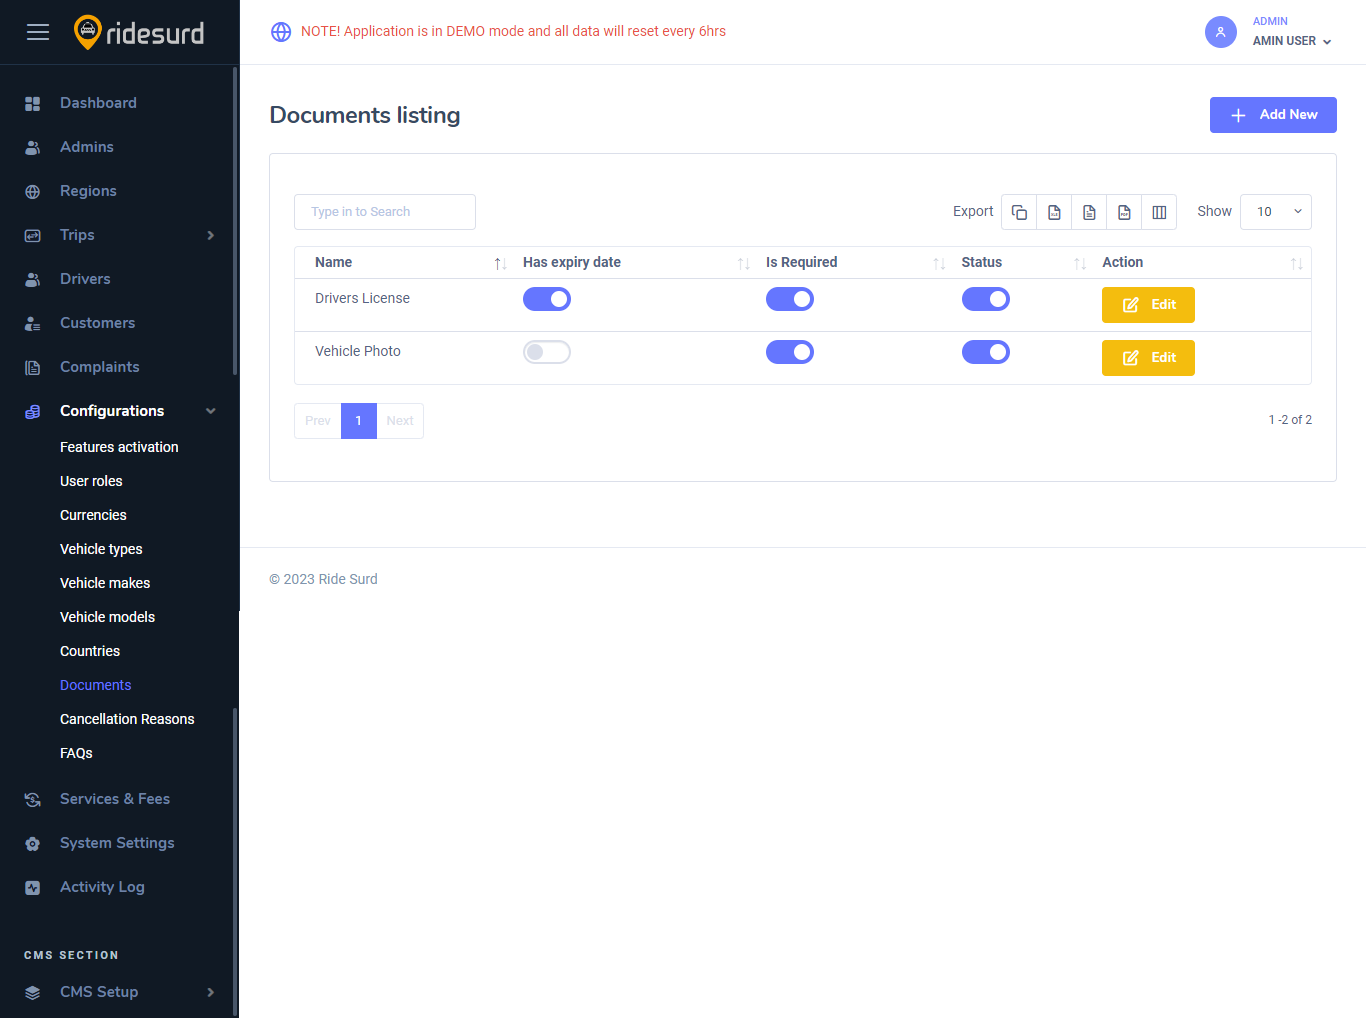 ridesurd
NOTE! Application is in DEMO mode and all data will reset every 6hrs
ADMIN
AMIN USER
Dashboard
Admins
Regions
Trips
Drivers
Customers
Complaints
Configurations
Features activation
User roles
Currencies
Vehicle types
Vehicle makes
Vehicle models
Countries
Documents
Cancellation Reasons
FAQs
Services & Fees
System Settings
Activity Log
CMS SECTION
CMS Setup
Documents listing
Add New
Type in to Search
Export
Show 10
Name Has expiry date Is Required Status Action
Drivers License Edit
Vehicle Photo Edit
Prev 1 Next
1 -2 of 2
© 2023 Ride Surd